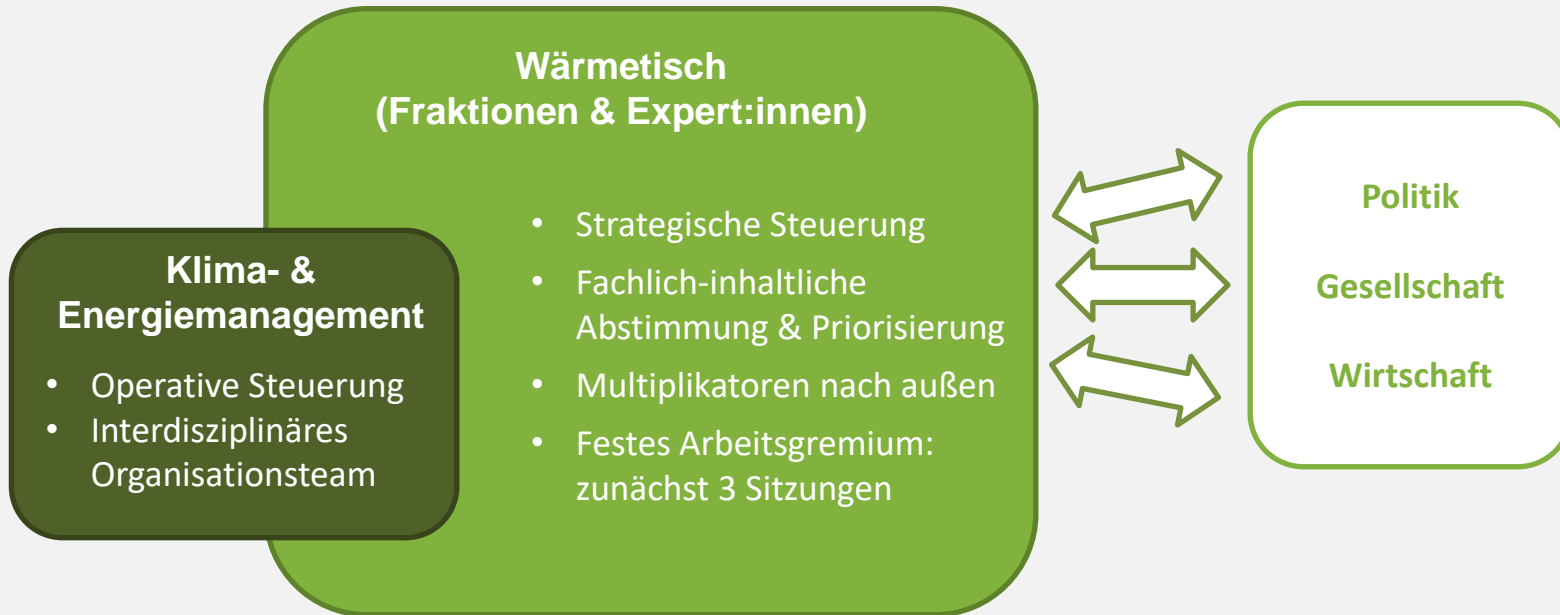 Wärmetisch
(Fraktionen & Expert:innen)
• Strategische Steuerung
• Fachlich-inhaltliche
Abstimmung & Priorisierung
• Multiplikatoren nach außen
• Festes Arbeitsgremium:
zunächst 3 Sitzungen
Klima- &
Energiemanagement
• Operative Steuerung
• Interdisziplinäres
Organisationsteam
Politik
Gesellschaft
Wirtschaft